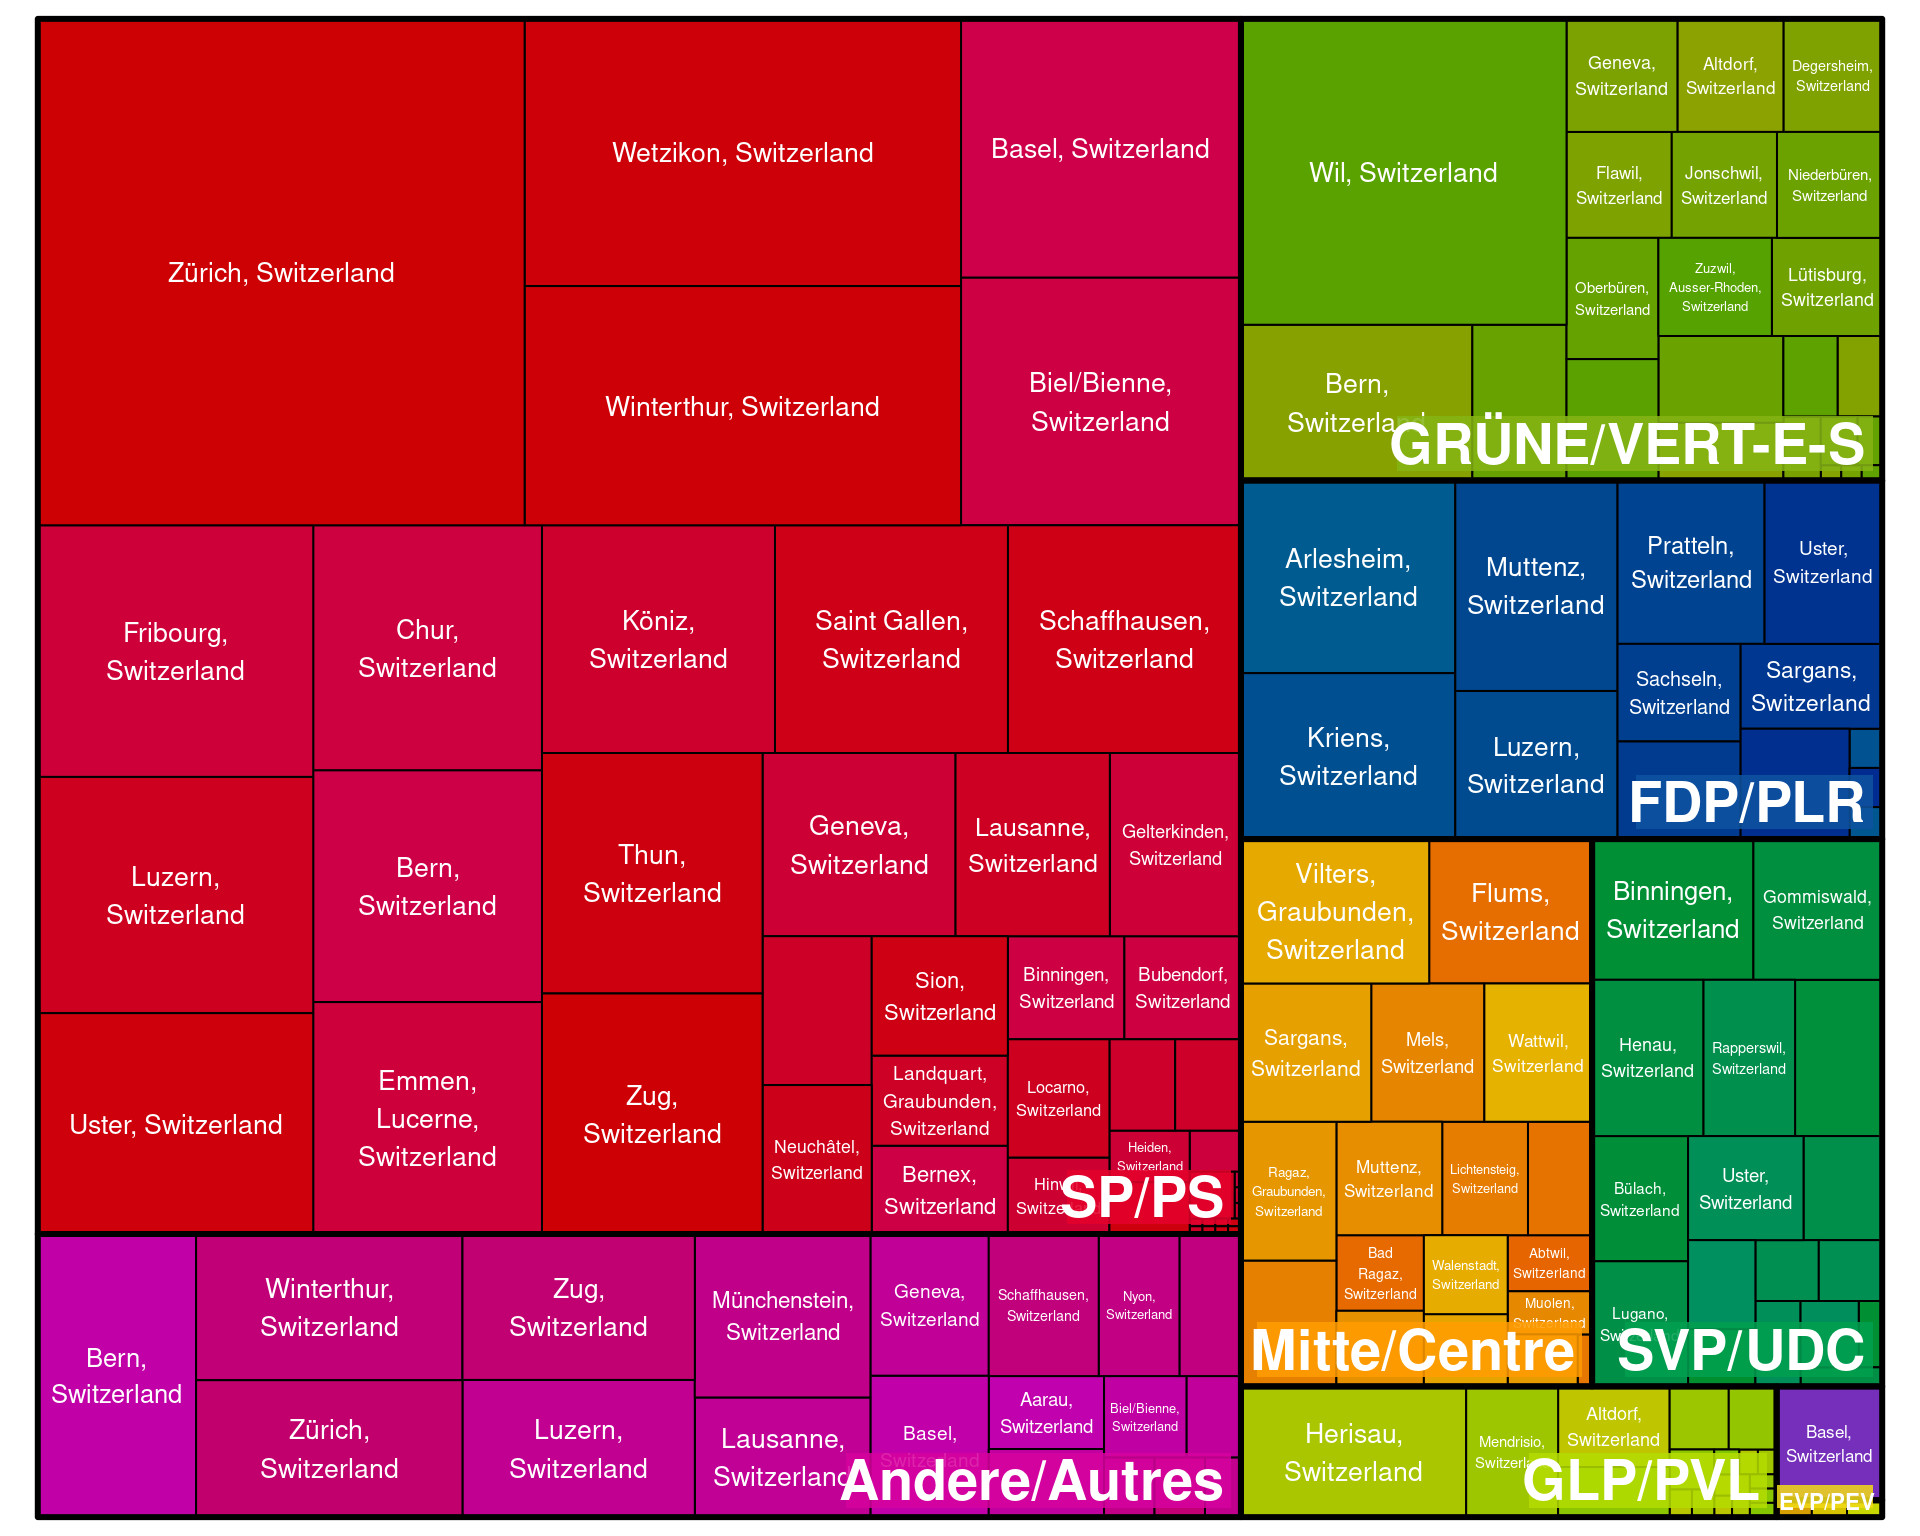 Zürich, Switzerland
Wetzikon, Switzerland
Winterthur, Switzerland
Basel, Switzerland
Biel/Bienne,
Switzerland
Fribourg,
Switzerland
Chur,
Switzerland
Köniz,
Switzerland
Saint Gallen,
Switzerland
Schaffhausen,
Switzerland
Luzern,
Switzerland
Bern,
Switzerland
Thun,
Switzerland
Geneva,
Switzerland
Lausanne,
Switzerland
Gelterkinden,
Switzerland
Uster, Switzerland
Emmen,
Lucerne,
Switzerland
Zug,
Switzerland
Sion,
Switzerland
Binningen,
Switzerland
Bubendorf,
Switzerland
Landquart,
Graubunden,
Switzerland
Locarno,
Switzerland
Neuchâtel,
Switzerland
Bernex,
Switzerland
Heiden,
Switzerland
SP/PS
Bern,
Switzerland
Winterthur,
Switzerland
Zürich,
Switzerland
Zug,
Switzerland
Luzern,
Switzerland
Münchenstein,
Switzerland
Lausanne,
Switzerland
Geneva,
Switzerland
Schaffhausen,
Switzerland
Nyon,
Switzerland
Basel,
Switzerland
Aarau,
Switzerland
Biel/Bienne,
Switzerland
Andere/Autres
Wil, Switzerland
Geneva,
Switzerland
Altdorf,
Switzerland
Degersheim,
Switzerland
Flawil,
Switzerland
Jonschwil,
Switzerland
Niederbüren,
Switzerland
Oberbüren,
Switzerland
Zuzwil,
Ausser-Rhoden,
Switzerland
Lütisburg,
Switzerland
Bern,
Switzerland
GRÜNE/VERT-E-S
Arlesheim,
Switzerland
Muttenz,
Switzerland
Pratteln,
Switzerland
Uster,
Switzerland
Kriens,
Switzerland
Luzern,
Switzerland
Sachseln,
Switzerland
Sargans,
Switzerland
FDP/PLR
Vilters,
Graubunden,
Switzerland
Flums,
Switzerland
Sargans,
Switzerland
Mels,
Switzerland
Wattwil,
Switzerland
Ragaz,
Graubunden,
Switzerland
Muttenz,
Switzerland
Lichtensteig,
Switzerland
Bad
Ragaz,
Switzerland
Walenstadt,
Switzerland
Abtwil,
Switzerland
Muolen,
Switzerland
Mitte/Centre
Binningen,
Switzerland
Gommiswald,
Switzerland
Henau,
Switzerland
Rapperswil,
Switzerland
Bülach,
Switzerland
Uster,
Switzerland
Lugano,
SVP/UDC
Herisau,
Switzerland
Mendrisio,
Altdorf,
Switzerland
GLP/PVL
Basel,
Switzerland
EVP/PEV